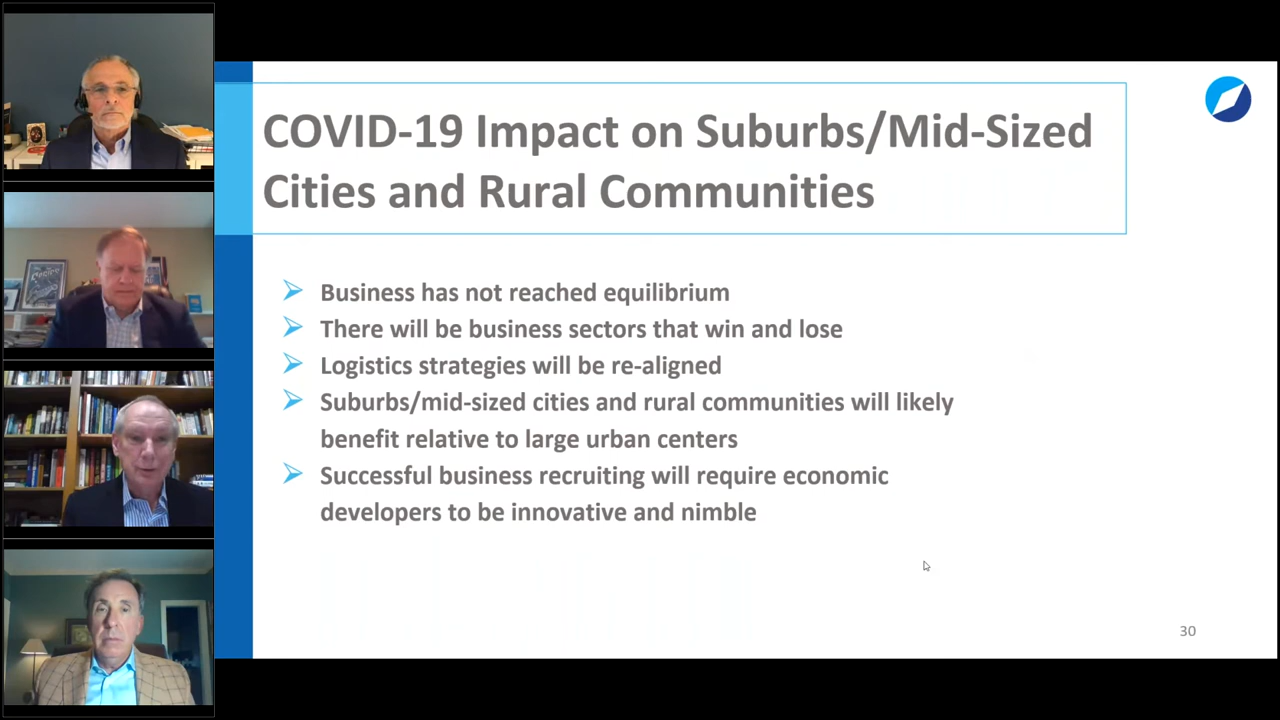 COVID-19 Impact on Suburbs/Mid-Sized
Cities and Rural Communities
Business has not reached equilibrium
There will be business sectors that win and lose
Logistics strategies will be re-aligned
Suburbs/mid-sized cities and rural communities will likely
benefit relative to large urban centers
Successful business recruiting will require economic
developers to be innovative and nimble
30